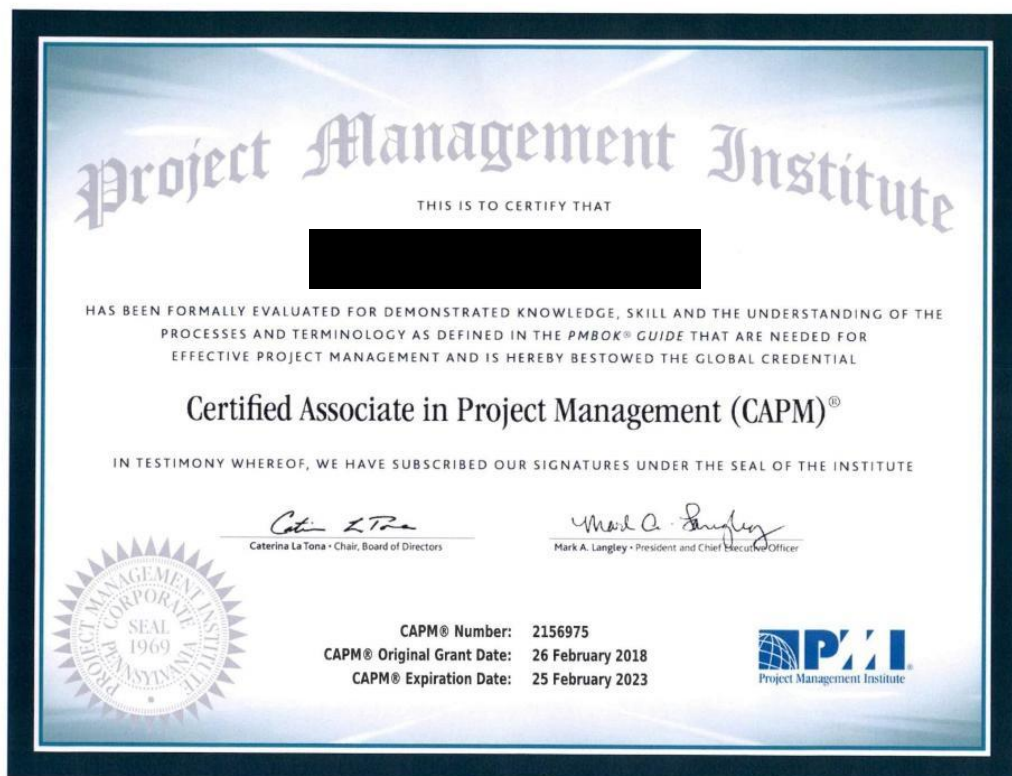 Project Management Institute
THIS IS TO CERTIFY THAT
HAS BEEN FORMALLY EVALUATED FOR DEMONSTRATED KNOWLEDGE, SKILL AND THE UNDERSTANDING OF THE
PROCESSES AND TERMINOLOGY AS DEFINED IN THE PMBOK® GUIDE THAT ARE NEEDED FOR
EFFECTIVE PROJECT MANAGEMENT AND IS HEREBY BESTOWED THE GLOBAL CREDENTIAL
Certified Associate in Project Management (CAPM)®
IN TESTIMONY WHEREOF, WE HAVE SUBSCRIBED OUR SIGNATURES UNDER THE SEAL OF THE INSTITUTE
Caterina La Tona • Chair, Board of Directors
Mark A. Langley • President and Chief Executive Officer
PROJECT MANAGEMENT INSTITUTE
CORPORATE
SEAL
1969
PENNSYLVANIA
CAPM® Number: 2156975
CAPM® Original Grant Date: 26 February 2018
CAPM® Expiration Date: 25 February 2023
PMI
Project Management Institute